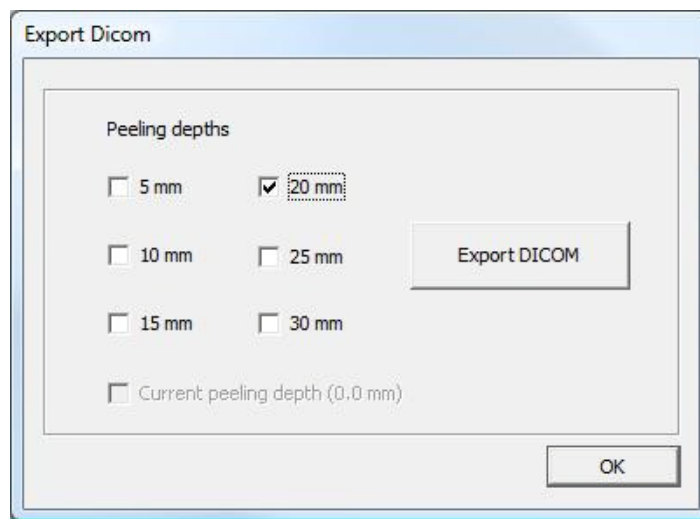 Export Dicom
Peeling depths
5 mm
20 mm
10 mm
25 mm
Export DICOM
15 mm
30 mm
Current peeling depth (0.0 mm)
OK